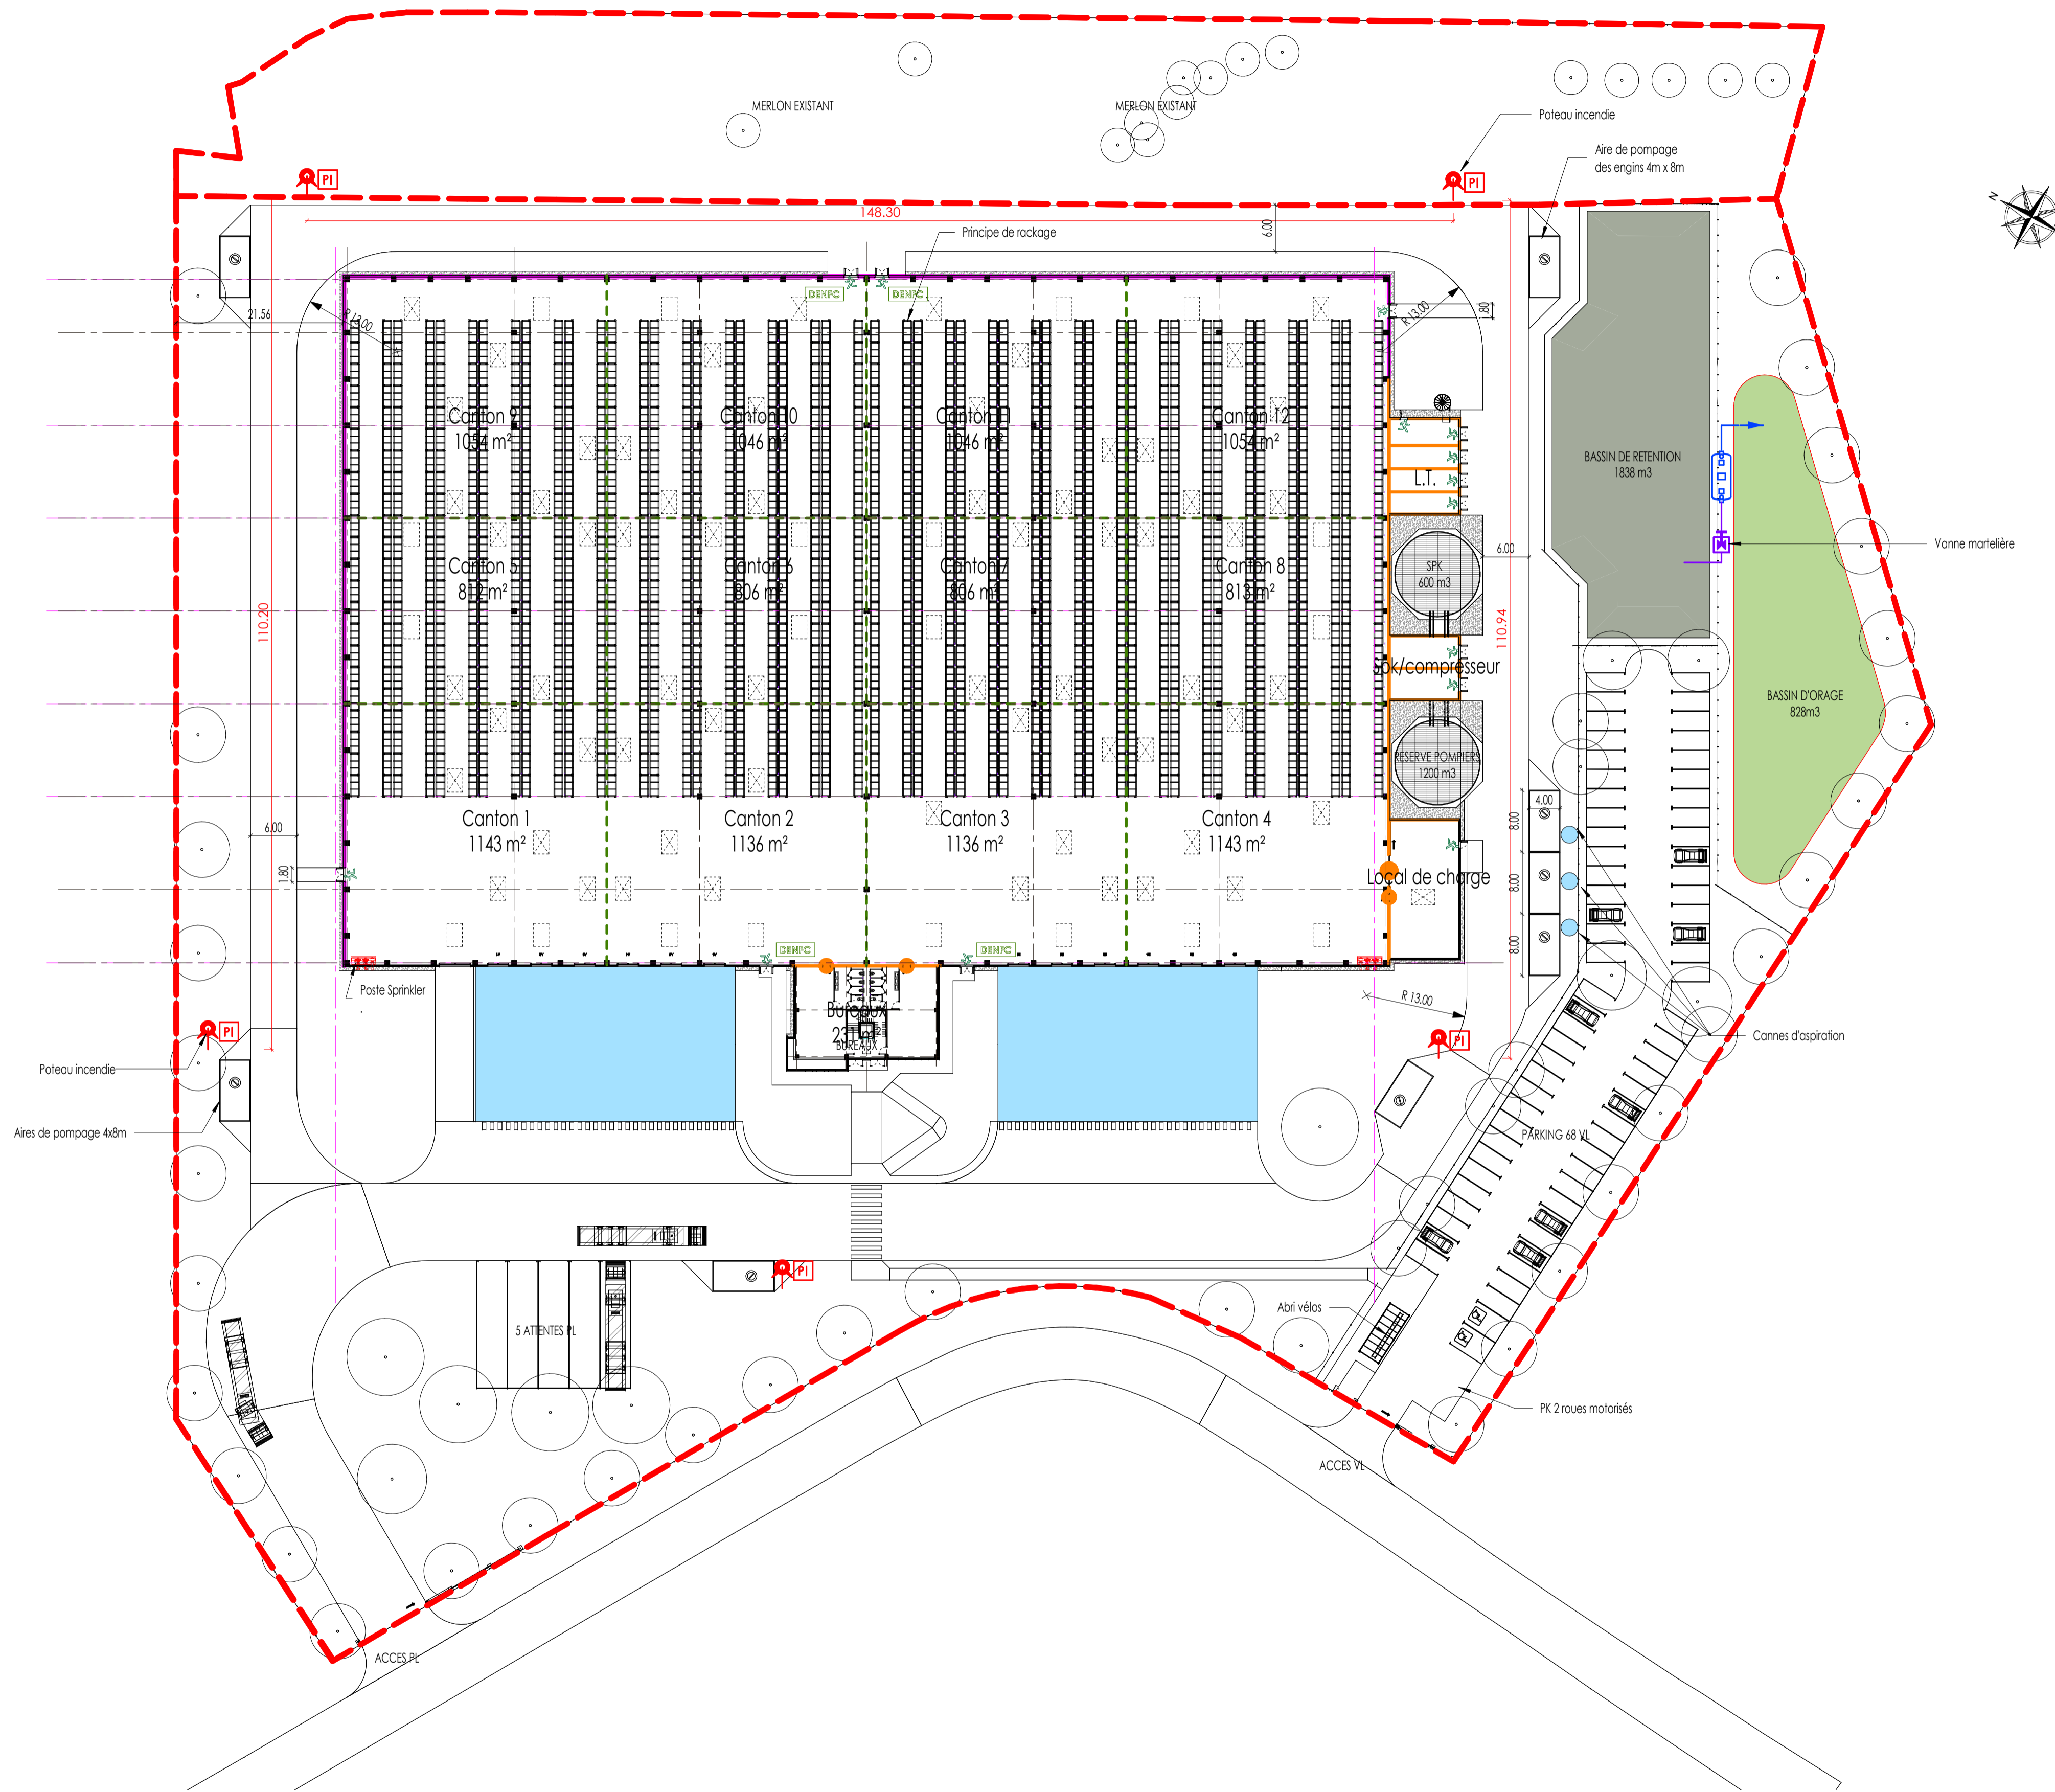 MERLON EXISTANT
MERLON EXISTANT
Poteau incendie
Aire de pompage
des engins 4m x 8m
PI
PI
N
148.30
Principe de rackage
6.00
21.56
R 13.00
DENFC
DENFC
R 13.00
1.80
Canton 9
1054 m²
Canton 10
1046 m²
Canton 11
1046 m²
Canton 12
1054 m²
L.T.
BASSIN DE RETENTION
1838 m3
Vanne martelière
6.00
SPK
600 m3
Canton 5
812 m²
Canton 6
806 m²
Canton 7
806 m²
Canton 8
813 m²
110.20
110.94
Spk/compresseur
BASSIN D'ORAGE
828m3
RESERVE POMPIERS
1200 m3
4.00
8.00
8.00
8.00
Canton 1
1143 m²
Canton 2
1136 m²
Canton 3
1136 m²
Canton 4
1143 m²
6.00
1.80
Local de charge
DENFC
DENFC
Poste Sprinkler
R 13.00
Bureaux
231 m²
BUREAUX
PI
PI
Cannes d'aspiration
Poteau incendie
Aires de pompage 4x8m
PARKING 68 VL
PI
5 ATTENTES PL
Abri vélos
PK 2 roues motorisés
ACCES VL
ACCES PL